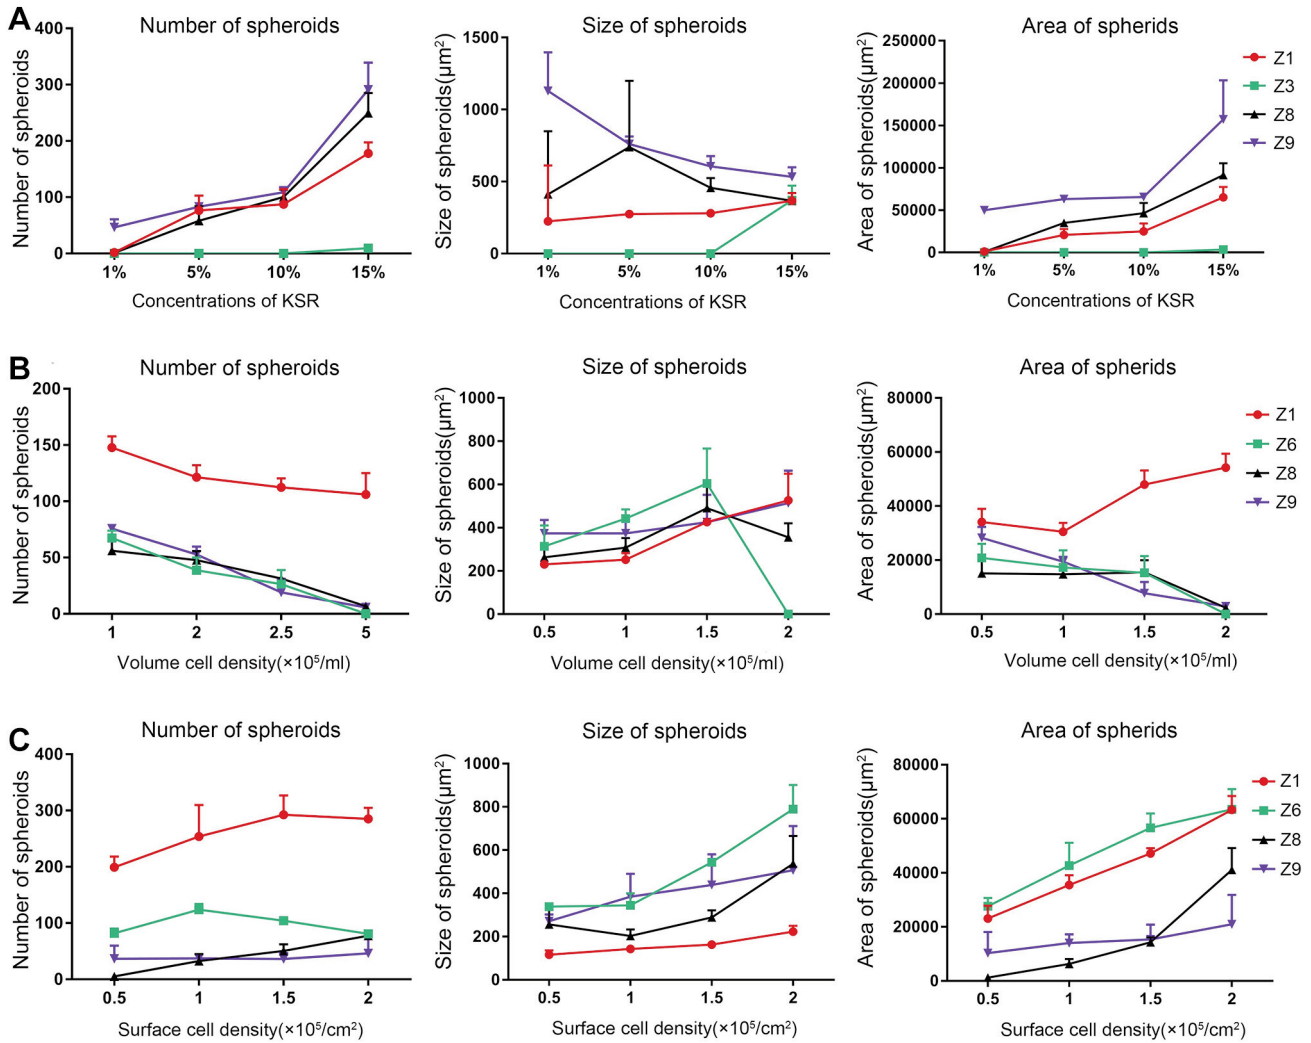 A
Number of spheroids
Number of spheroids
400
300
200
100
0
1% 5% 10% 15%
Concentrations of KSR
Size of spheroids
Size of spheroids(μm²)
1500
1000
500
0
1% 5% 10% 15%
Concentrations of KSR
Area of spherids
Area of spheroids(μm²)
250000
200000
150000
100000
50000
0
1% 5% 10% 15%
Concentrations of KSR
Z1
Z3
Z8
Z9
B
Number of spheroids
Number of spheroids
200
150
100
50
0
1 2 2.5 5
Volume cell density(×10⁵/ml)
Size of spheroids
Size of spheroids(μm²)
1000
800
600
400
200
0
0.5 1 1.5 2
Volume cell density(×10⁵/ml)
Area of spherids
Area of spheroids(μm²)
80000
60000
40000
20000
0
0.5 1 1.5 2
Volume cell density(×10⁵/ml)
Z1
Z6
Z8
Z9
C
Number of spheroids
Number of spheroids
400
300
200
100
0
0.5 1 1.5 2
Surface cell density(×10⁵/cm²)
Size of spheroids
Size of spheroids(μm²)
1000
800
600
400
200
0
0.5 1 1.5 2
Surface cell density(×10⁵/cm²)
Area of spherids
Area of spheroids(μm²)
80000
60000
40000
20000
0
0.5 1 1.5 2
Surface cell density(×10⁵/cm²)
Z1
Z6
Z8
Z9